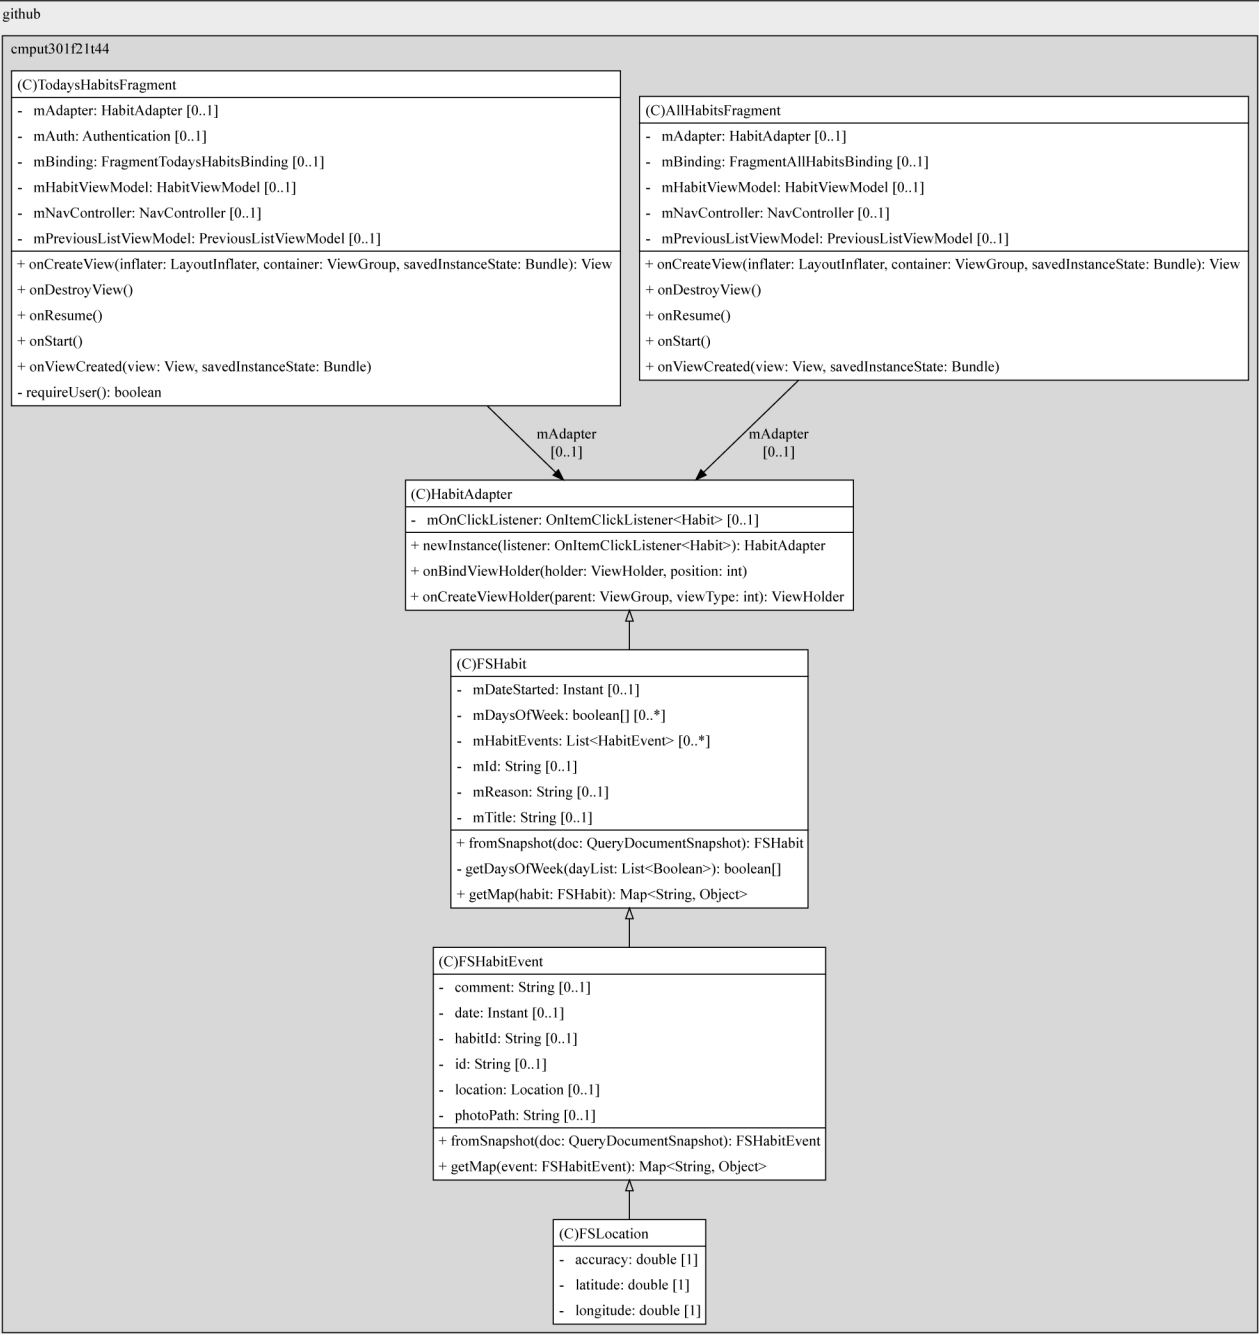 github
cmput301f21t44
(C)TodaysHabitsFragment
- mAdapter: HabitAdapter [0..1]
- mAuth: Authentication [0..1]
- mBinding: FragmentTodaysHabitsBinding [0..1]
- mHabitViewModel: HabitViewModel [0..1]
- mNavController: NavController [0..1]
- mPreviousListViewModel: PreviousListViewModel [0..1]
+ onCreateView(inflater: LayoutInflater, container: ViewGroup, savedInstanceState: Bundle): View
+ onDestroyView()
+ onResume()
+ onStart()
+ onViewCreated(view: View, savedInstanceState: Bundle)
- requireUser(): boolean
(C)AllHabitsFragment
- mAdapter: HabitAdapter [0..1]
- mBinding: FragmentAllHabitsBinding [0..1]
- mHabitViewModel: HabitViewModel [0..1]
- mNavController: NavController [0..1]
- mPreviousListViewModel: PreviousListViewModel [0..1]
+ onCreateView(inflater: LayoutInflater, container: ViewGroup, savedInstanceState: Bundle): View
+ onDestroyView()
+ onResume()
+ onStart()
+ onViewCreated(view: View, savedInstanceState: Bundle)
mAdapter
[0..1]
mAdapter
[0..1]
(C)HabitAdapter
- mOnClickListener: OnItemClickListener<Habit> [0..1]
+ newInstance(listener: OnItemClickListener<Habit>): HabitAdapter
+ onBindViewHolder(holder: ViewHolder, position: int)
+ onCreateViewHolder(parent: ViewGroup, viewType: int): ViewHolder
(C)FSHabit
- mDateStarted: Instant [0..1]
- mDaysOfWeek: boolean[] [0..*]
- mHabitEvents: List<HabitEvent> [0..*]
- mId: String [0..1]
- mReason: String [0..1]
- mTitle: String [0..1]
+ fromSnapshot(doc: QueryDocumentSnapshot): FSHabit
- getDaysOfWeek(dayList: List<Boolean>): boolean[]
+ getMap(habit: FSHabit): Map<String, Object>
(C)FSHabitEvent
- comment: String [0..1]
- date: Instant [0..1]
- habitId: String [0..1]
- id: String [0..1]
- location: Location [0..1]
- photoPath: String [0..1]
+ fromSnapshot(doc: QueryDocumentSnapshot): FSHabitEvent
+ getMap(event: FSHabitEvent): Map<String, Object>
(C)FSLocation
- accuracy: double [1]
- latitude: double [1]
- longitude: double [1]